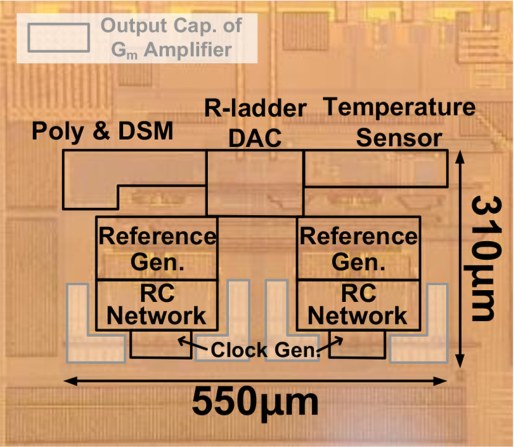 Output Cap. of
Gm Amplifier
R-ladder
DAC
Temperature
Sensor
Poly & DSM
Reference
Gen.
RC
Network
Reference
Gen.
RC
Network
Clock Gen.
310μm
550μm